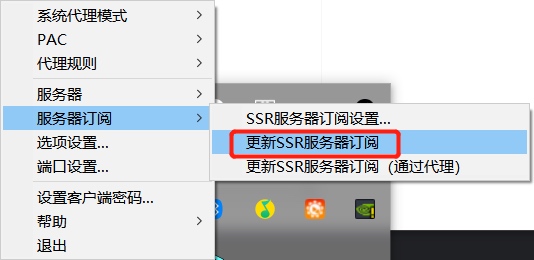 系统代理模式
PAC
代理规则
服务器
服务器订阅
选项设置...
端口设置...
设置客户端密码...
帮助
退出
SSR服务器订阅设置...
更新SSR服务器订阅
更新SSR服务器订阅（通过代理）